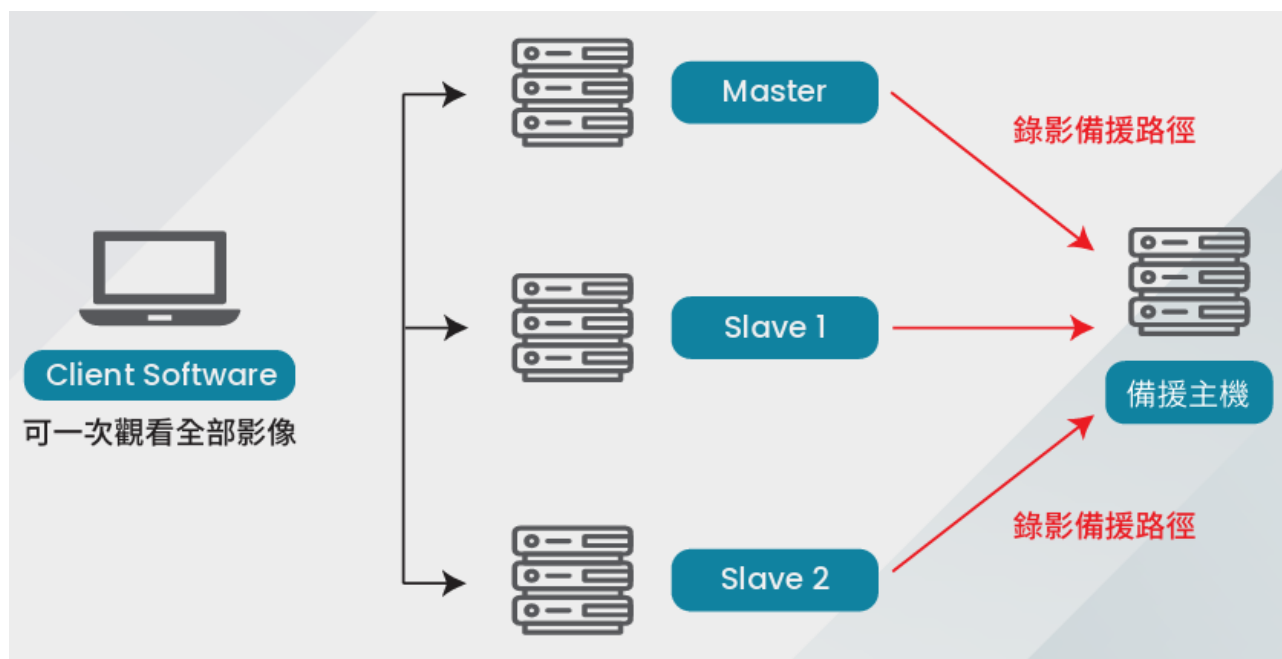 Master
錄影備援路徑
Slave 1
Client Software
可一次觀看全部影像
備援主機
錄影備援路徑
Slave 2